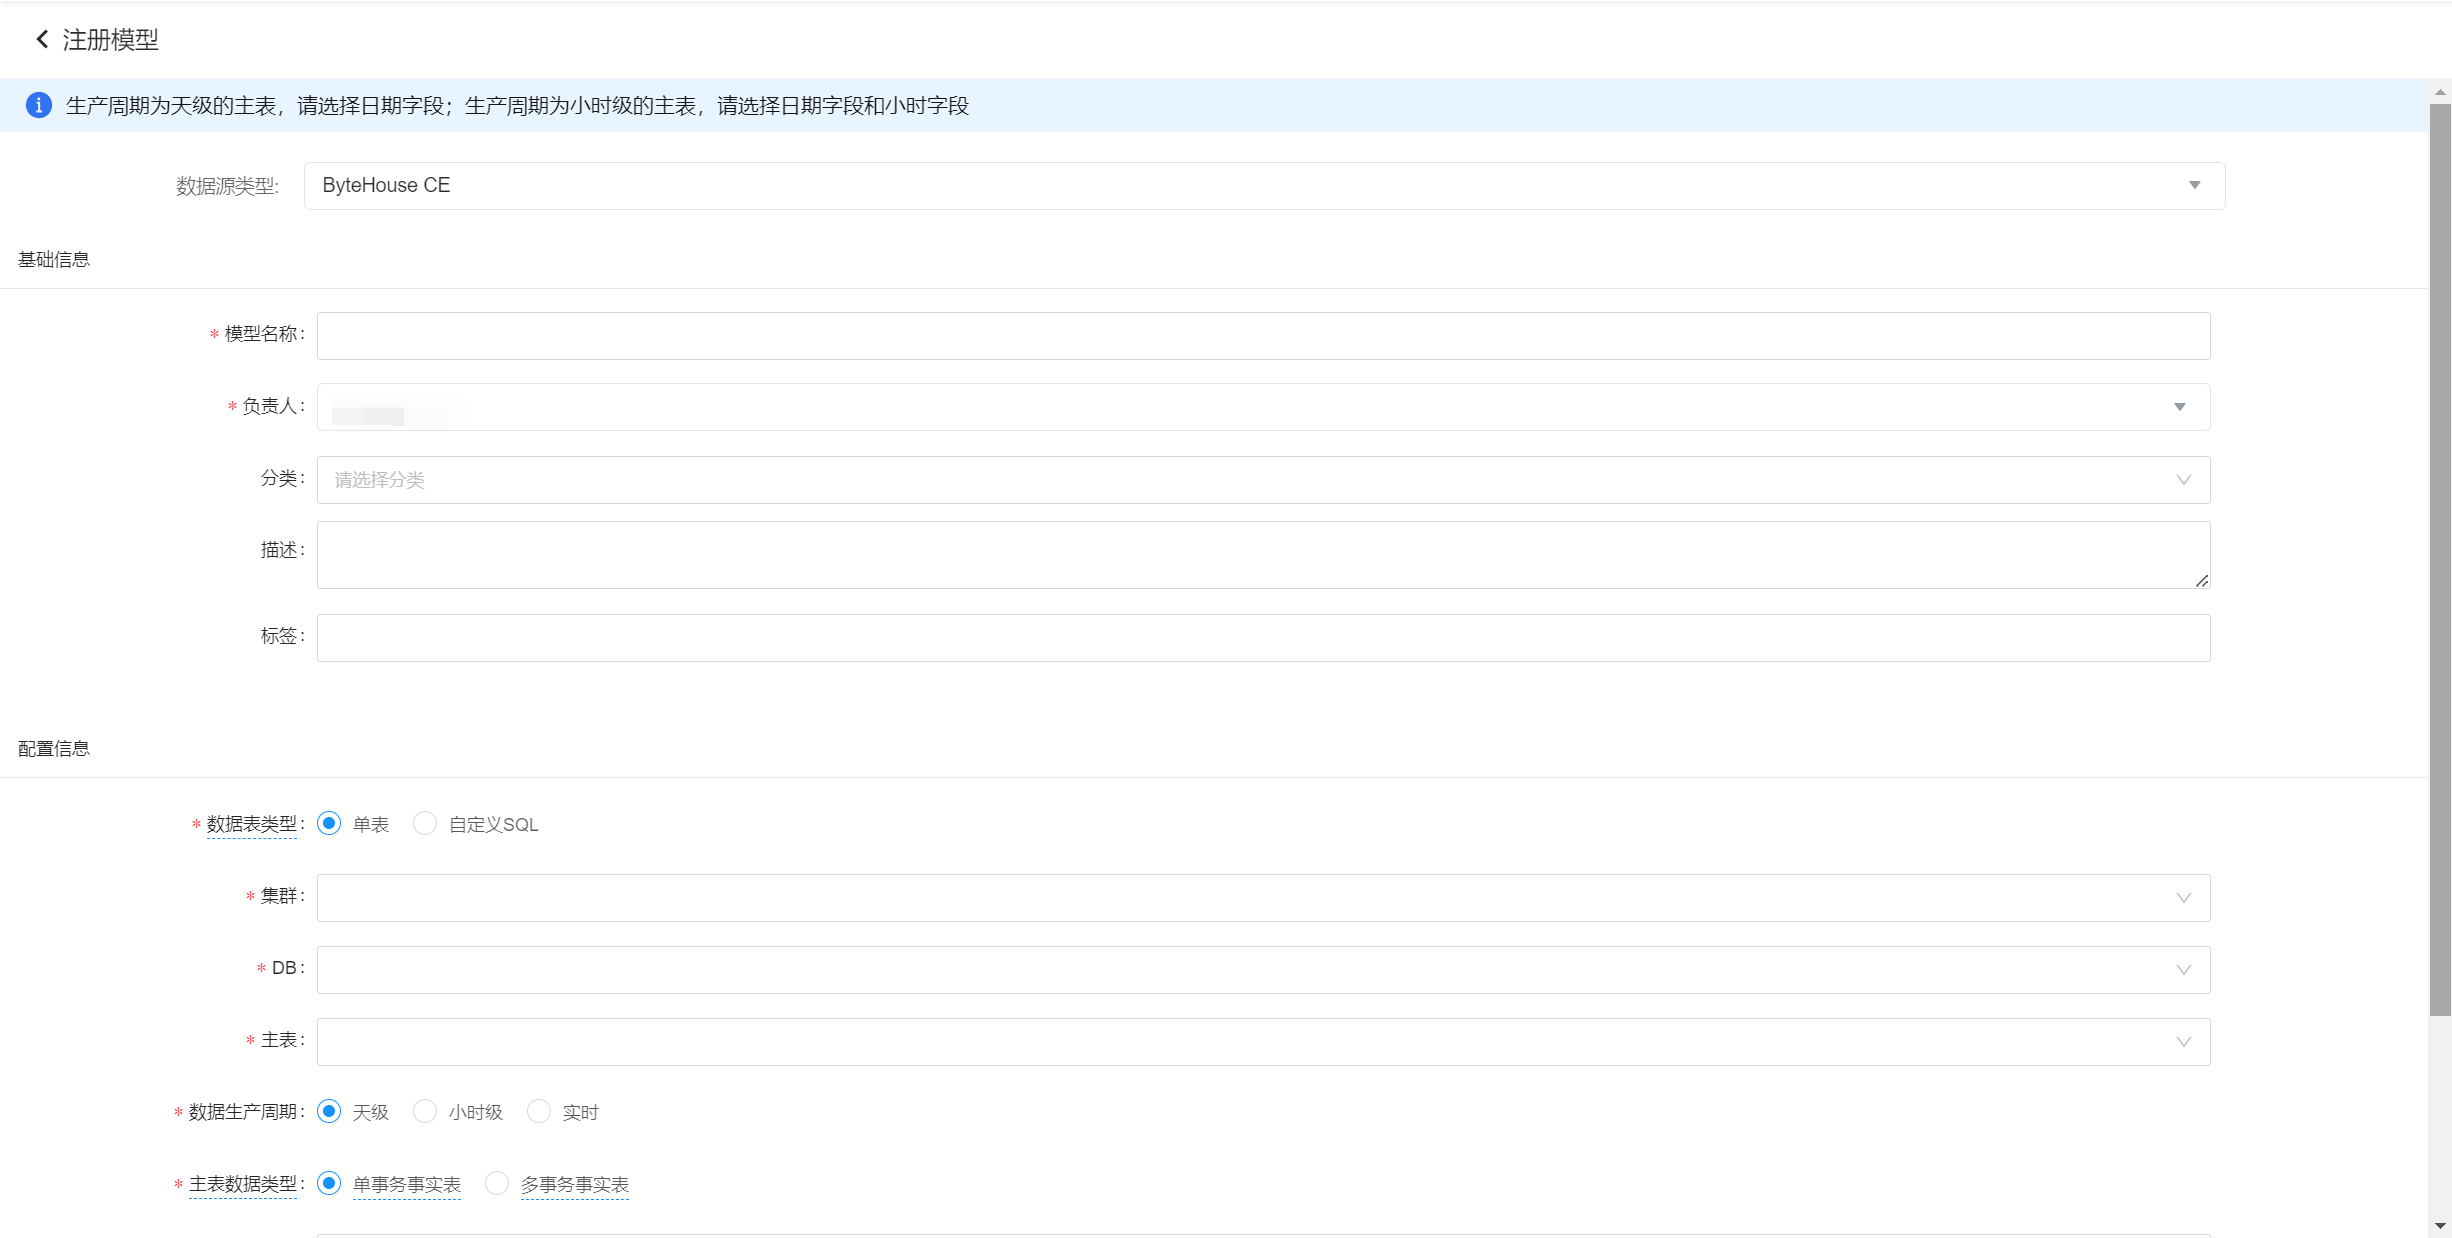 注册模型
生产周期为天级的主表，请选择日期字段；生产周期为小时级的主表，请选择日期字段和小时字段
数据源类型: ByteHouse CE
基础信息
* 模型名称:
* 负责人:
分类: 请选择分类
描述:
标签:
配置信息
* 数据表类型: 单表 自定义SQL
* 集群:
* DB:
* 主表:
* 数据生产周期: 天级 小时级 实时
* 主表数据类型: 单事务事实表 多事务事实表